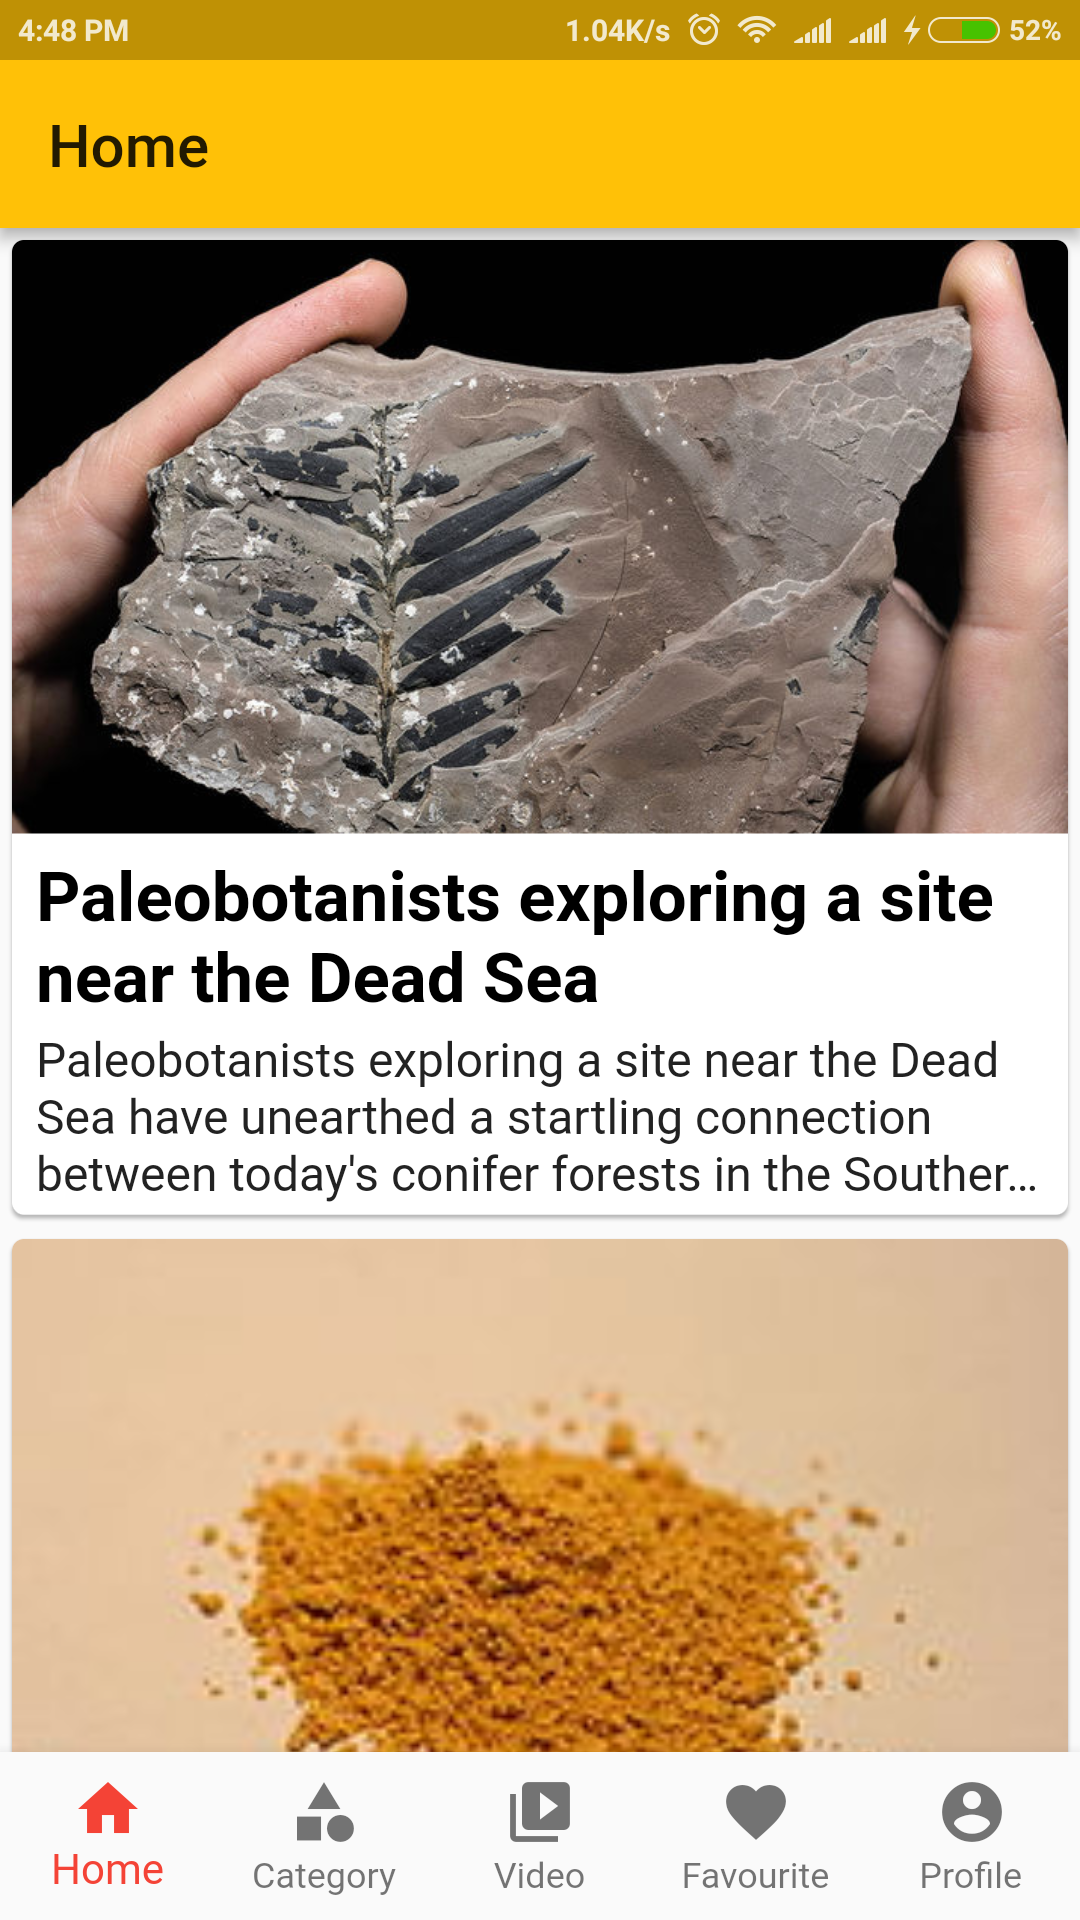 4:48 PM 1.04K/s 52%
Home
Paleobotanists exploring a site
near the Dead Sea
Paleobotanists exploring a site near the Dead
Sea have unearthed a startling connection
between today's conifer forests in the Souther...
Home Category Video Favourite Profile